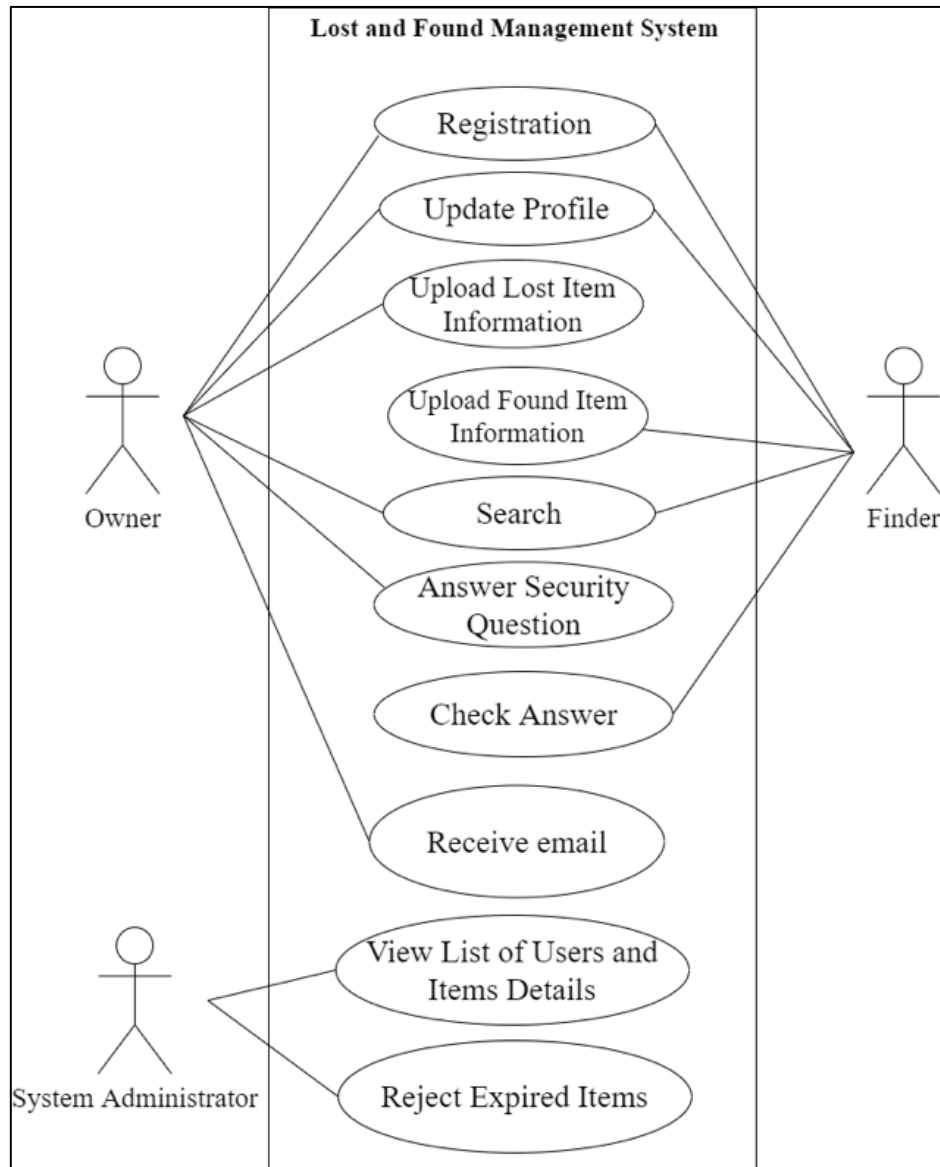 Lost and Found Management System
Registration
Update Profile
Upload Lost Item
Information
Upload Found Item
Information
Owner
Search
Finder
Answer Security
Question
Check Answer
Receive email
View List of Users and
Items Details
System Administrator
Reject Expired Items